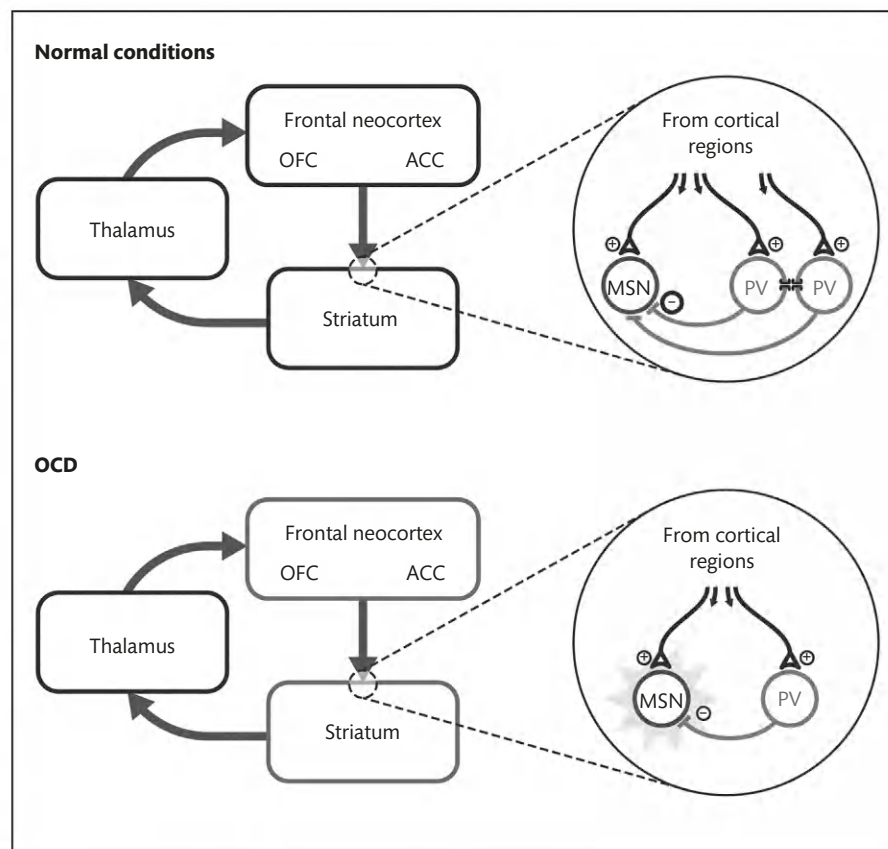 Normal conditions
Frontal neocortex
OFC ACC
Thalamus
Striatum
From cortical
regions
+ + +
MSN PV PV
−
OCD
Frontal neocortex
OFC ACC
Thalamus
Striatum
From cortical
regions
+ +
MSN PV
−